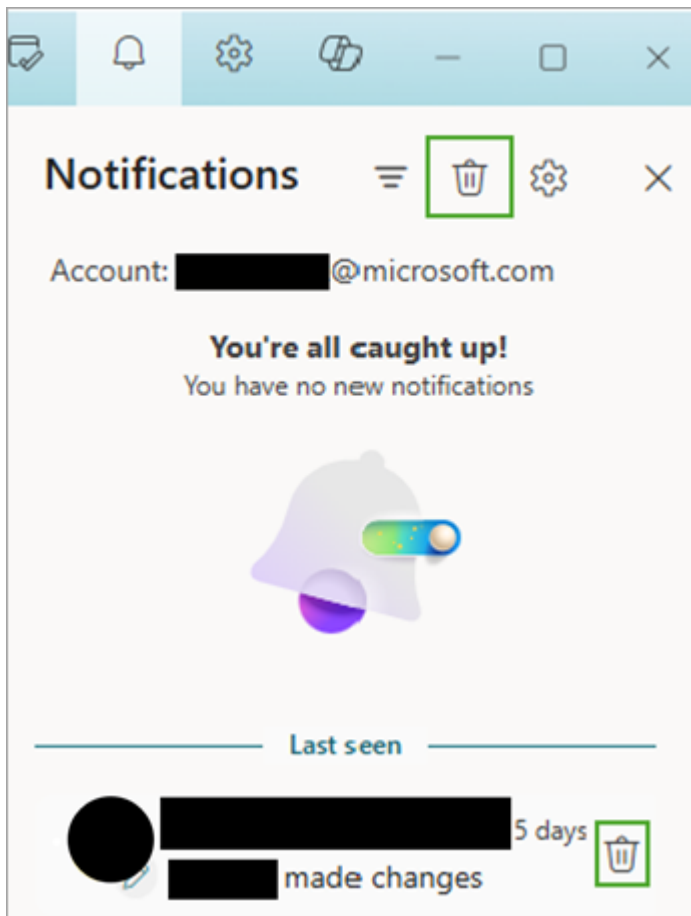 Notifications
Account: @microsoft.com
You're all caught up!
You have no new notifications
Last seen
5 days
made changes